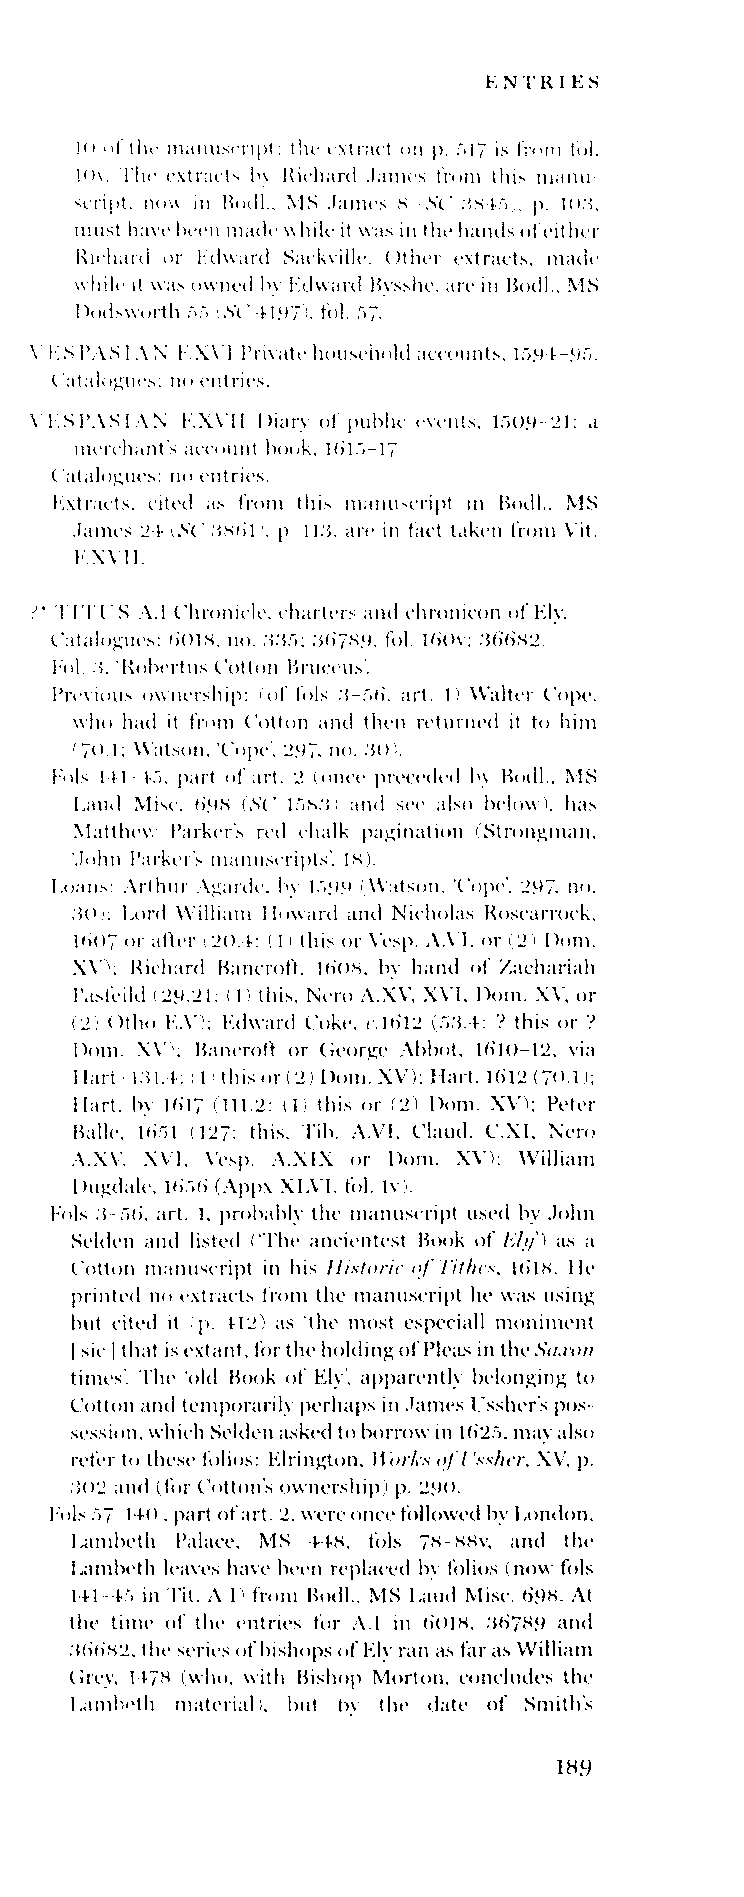 ENTRIES
10 of the manuscript; the extract on p. 517 is from fol.
10v. The extracts by Richard James from this manu-
script, now in Bodl., MS James 8 (SC 3845), p. 103,
must have been made while it was in the hands of either
Richard or Edward Sackville. Other extracts, made
while it was owned by Edward Bysshe, are in Bodl., MS
Dodsworth 55 (SC 4197), fol. 57.
VESPASIAN E.XVI Private household accounts, 1594–95.
Catalogues: no entries.
VESPASIAN E.XVII Diary of public events, 1509–21; a
merchant's account book, 1615–17
Catalogues: no entries.
Extracts, cited as from this manuscript in Bodl., MS
James 24 (SC 3861), p. 113, are in fact taken from Vit.
E.XVII.
?* TITUS A.I Chronicle, charters and chronicon of Ely.
Catalogues: 6018, no. 335; 36789, fol. 160v; 36682.
Fol. 3, 'Robertus Cotton Bruceus'.
Previous ownership: (of fols 3–56, art. 1) Walter Cope,
who had it from Cotton and then returned it to him
(70.1; Watson, 'Cope', 297, no. 30).
Fols 141–45, part of art. 2 (once preceded by Bodl., MS
Laud Misc. 698 (SC 1583) and see also below), has
Matthew Parker's red chalk pagination (Strongman,
'John Parker's manuscripts', 18).
Loans: Arthur Agarde, by 1599 (Watson, 'Cope', 297, no.
30); Lord William Howard and Nicholas Roscarrock,
1607 or after (20.4: (1) this or Vesp. A.VI, or (2) Dom.
XV); Richard Bancroft, 1608, by hand of Zachariah
Pasfeild (29.21: (1) this, Nero A.XV, XVI, Dom. XV, or
(2) Otho E.V); Edward Coke, c.1612 (53.4: ? this or ?
Dom. XV); Bancroft or George Abbot, 1610–12, via
Hart (131.4: (1) this or (2) Dom. XV); Hart, 1612 (70.1);
Hart, by 1617 (111.2: (1) this or (2) Dom. XV); Peter
Balle, 1651 (127: this, Tib. A.VI, Claud. C.XI, Nero
A.XV, XVI, Vesp. A.XIX or Dom. XV); William
Dugdale, 1656 (Appx XLVI, fol. 1v).
Fols 3–56, art. 1, probably the manuscript used by John
Selden and listed ('The ancientest Book of Ely') as a
Cotton manuscript in his Historie of Tithes, 1618. He
printed no extracts from the manuscript he was using
but cited it (p. 412) as 'the most especiall moniment
[sic] that is extant, for the holding of Pleas in the Saxon
times'. The 'old Book of Ely', apparently belonging to
Cotton and temporarily perhaps in James Ussher's pos-
session, which Selden asked to borrow in 1625, may also
refer to these folios: Elrington, Works of Ussher, XV, p.
302 and (for Cotton's ownership) p. 290.
Fols 57–140, part of art. 2, were once followed by London,
Lambeth Palace, MS 448, fols 78–88v, and the
Lambeth leaves have been replaced by folios (now fols
141–45 in Tit. A I) from Bodl., MS Laud Misc. 698. At
the time of the entries for A.I in 6018, 36789 and
36682, the series of bishops of Ely ran as far as William
Grey, 1478 (who, with Bishop Morton, concludes the
Lambeth material), but by the date of Smith's
189